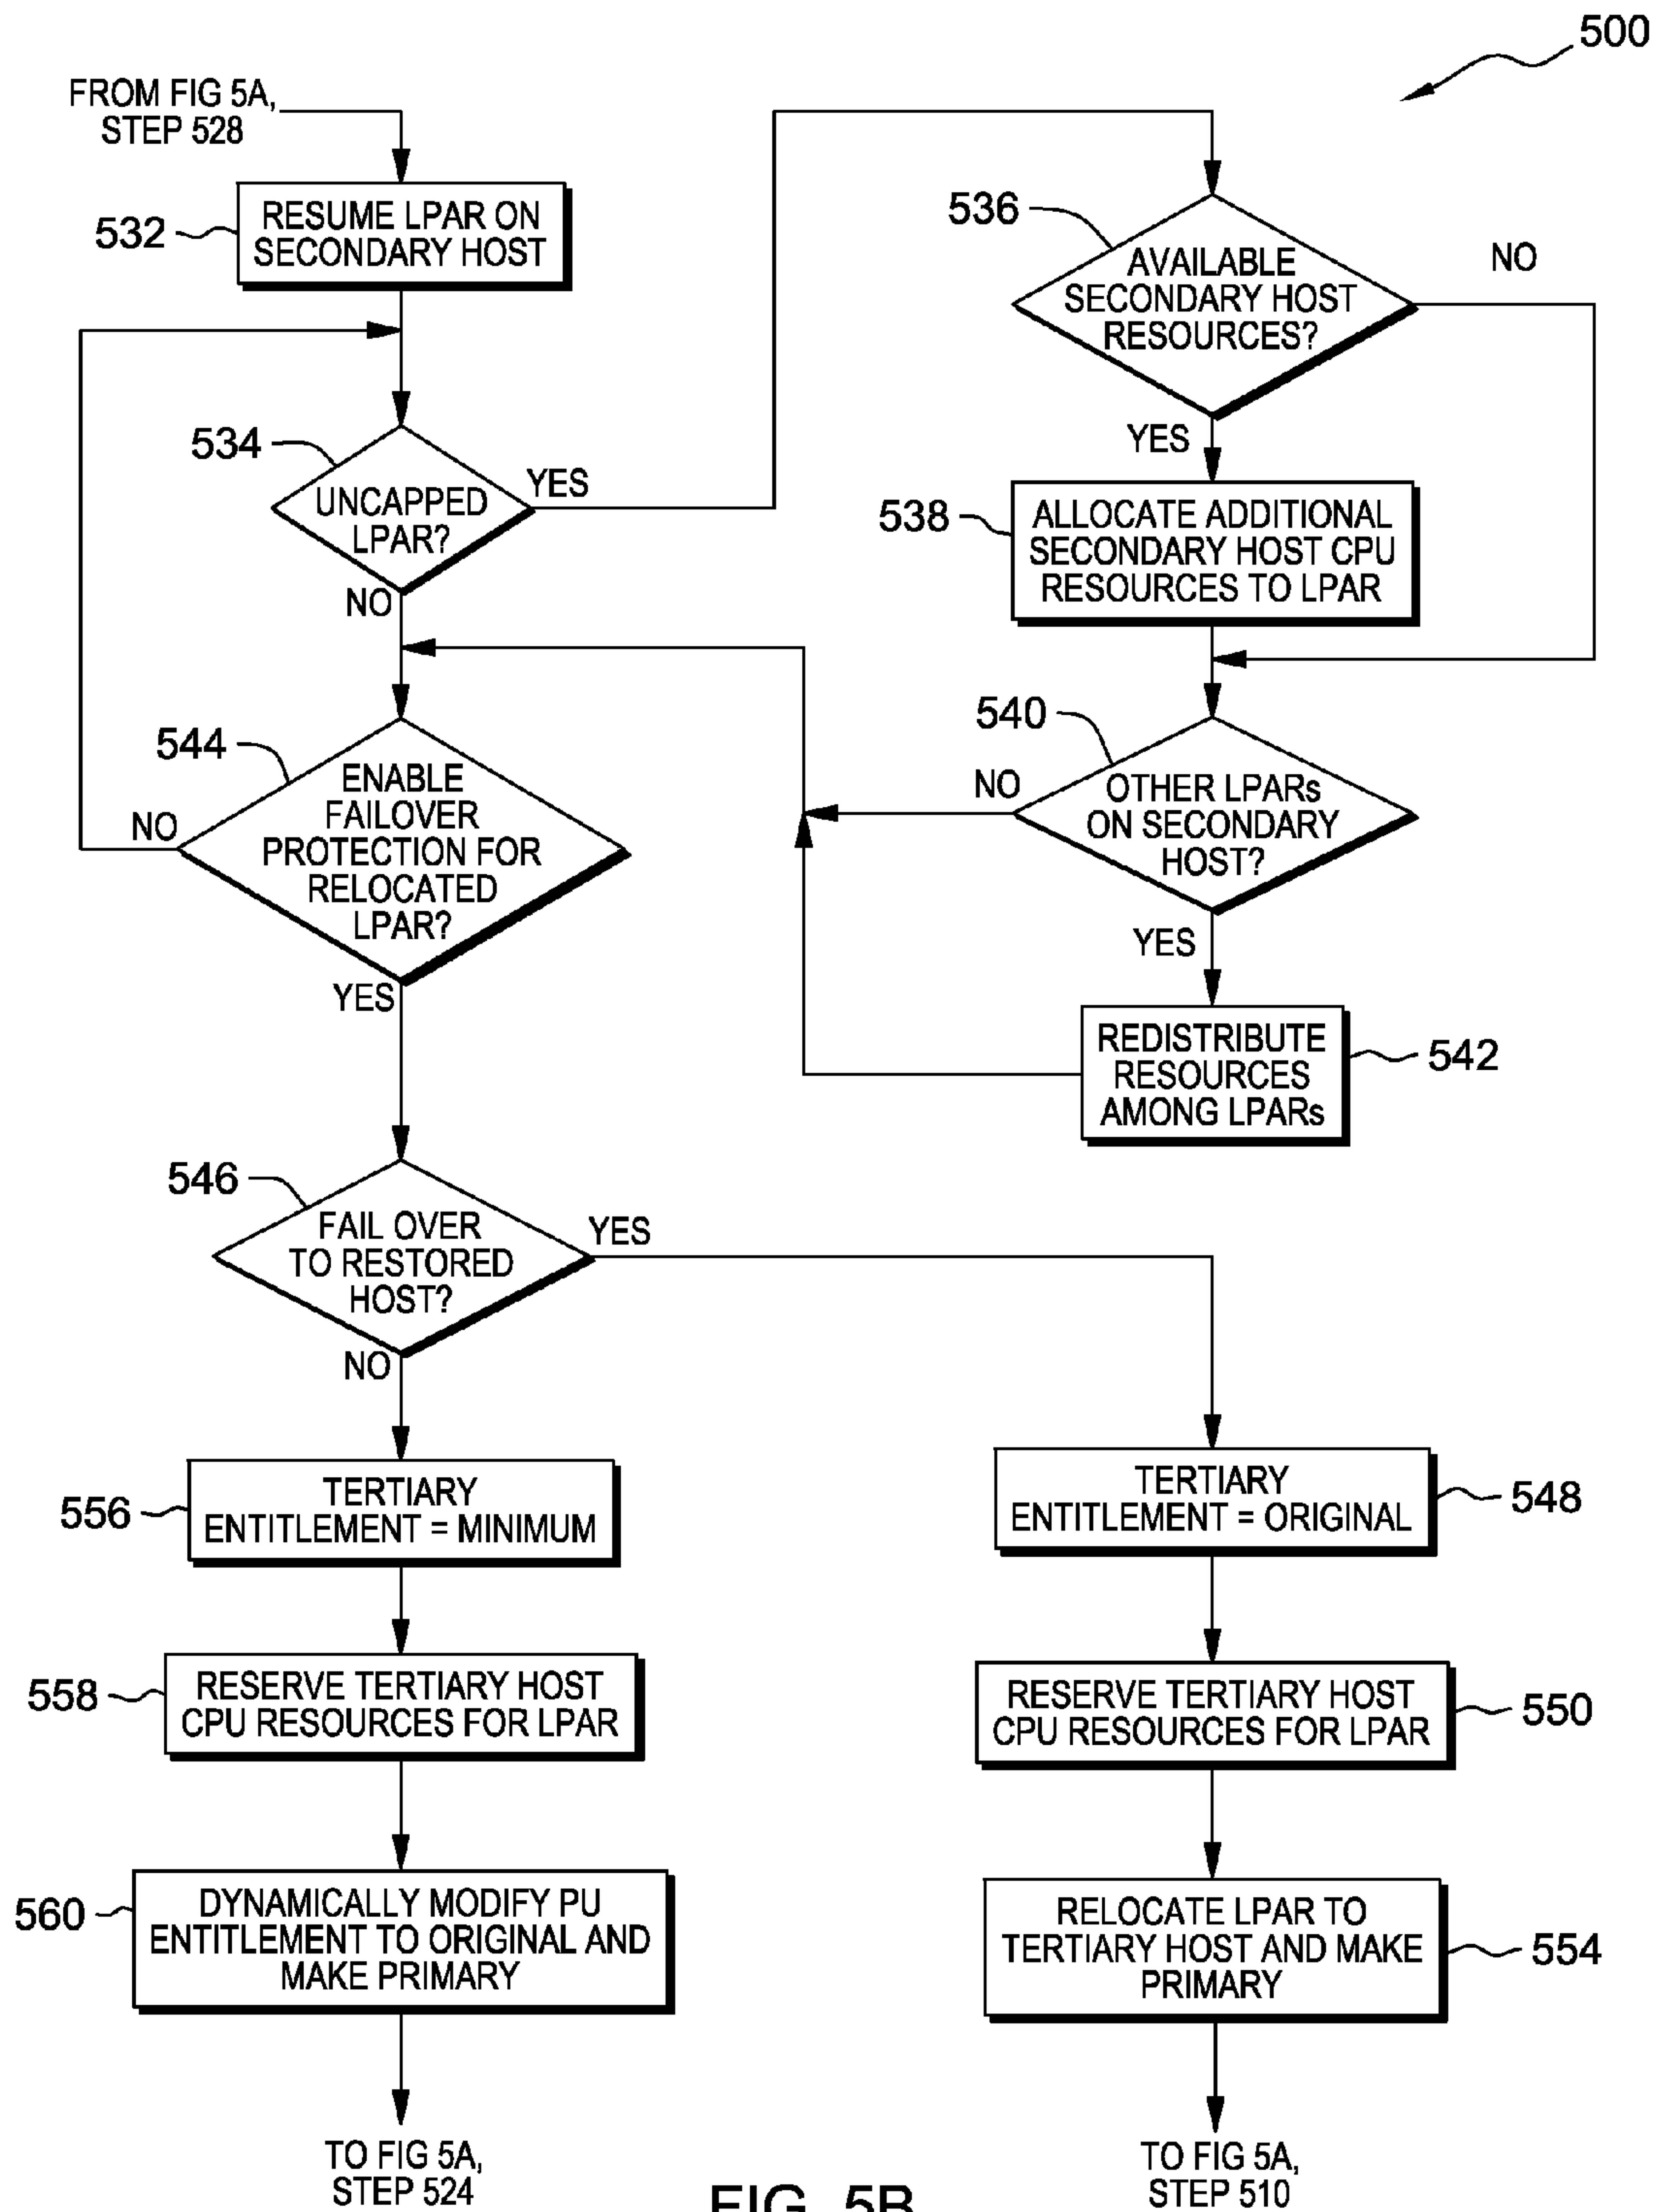 500
FROM FIG 5A,
STEP 528
532
RESUME LPAR ON
SECONDARY HOST
534
UNCAPPED
LPAR?
YES
NO
536
AVAILABLE
SECONDARY HOST
RESOURCES?
NO
YES
538
ALLOCATE ADDITIONAL
SECONDARY HOST CPU
RESOURCES TO LPAR
540
OTHER LPARs
ON SECONDARY
HOST?
NO
YES
REDISTRIBUTE
RESOURCES
AMONG LPARs
542
544
ENABLE
FAILOVER
PROTECTION FOR
RELOCATED
LPAR?
NO
YES
546
FAIL OVER
TO RESTORED
HOST?
YES
NO
556
TERTIARY
ENTITLEMENT = MINIMUM
558
RESERVE TERTIARY HOST
CPU RESOURCES FOR LPAR
560
DYNAMICALLY MODIFY PU
ENTITLEMENT TO ORIGINAL AND
MAKE PRIMARY
TO FIG 5A,
STEP 524
TERTIARY
ENTITLEMENT = ORIGINAL
548
RESERVE TERTIARY HOST
CPU RESOURCES FOR LPAR
550
RELOCATE LPAR TO
TERTIARY HOST AND MAKE
PRIMARY
554
TO FIG 5A,
STEP 510
FIG. 5B